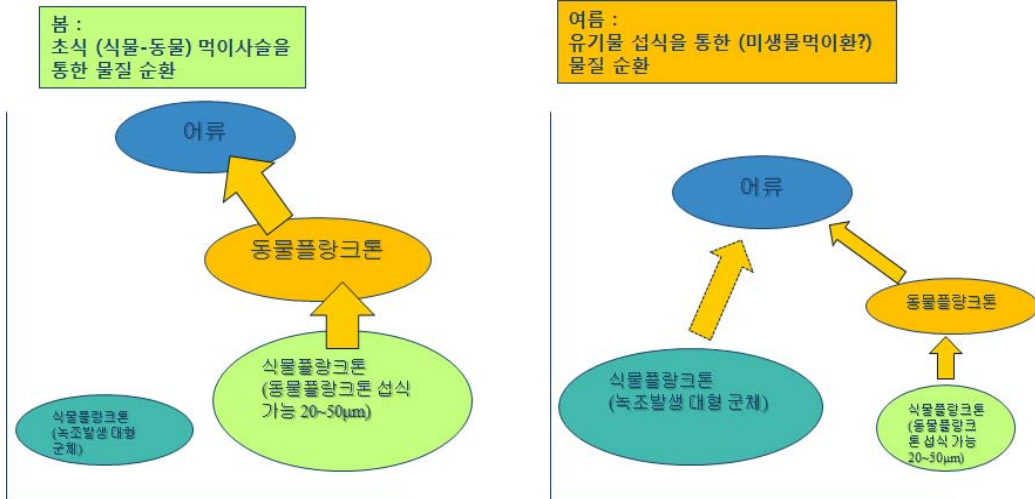 봄 :
초식 (식물-동물) 먹이사슬을
통한 물질 순환
어류
동물플랑크톤
식물플랑크톤
(동물플랑크톤 섭식
가능 20~50μm)
식물플랑크톤
(녹조발생 대형
군체)
여름 :
유기물 섭식을 통한 (미생물먹이환?)
물질 순환
어류
동물플랑크톤
식물플랑크톤
(녹조발생 대형 군체)
식물플랑크톤
(동물플랑크
톤 섭식 가능
20~50μm)